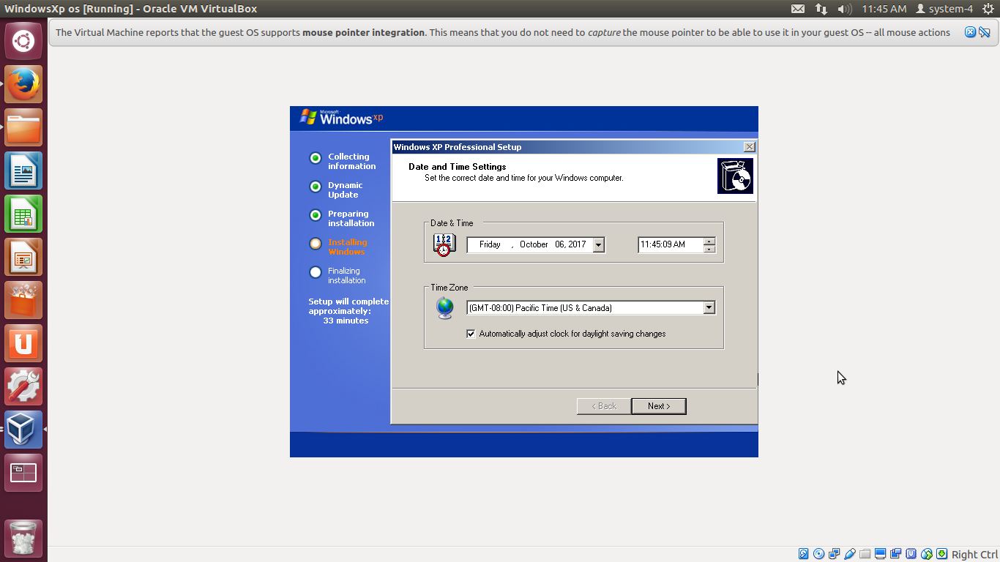 WindowsXp os [Running] - Oracle VM VirtualBox
11:45 AM
system-4
The Virtual Machine reports that the guest OS supports mouse pointer integration. This means that you do not need to capture the mouse pointer to be able to use it in your guest OS -- all mouse actions
Microsoft
Windows xp
Collecting
information
Dynamic
Update
Preparing
installation
Installing
Windows
Finalizing
installation
Setup will complete
approximately:
33 minutes
Windows XP Professional Setup
Date and Time Settings
Set the correct date and time for your Windows computer.
Date & Time
Friday , October 06, 2017
11:45:09 AM
Time Zone
(GMT-08:00) Pacific Time (US & Canada)
Automatically adjust clock for daylight saving changes
< Back
Next >
Right Ctrl